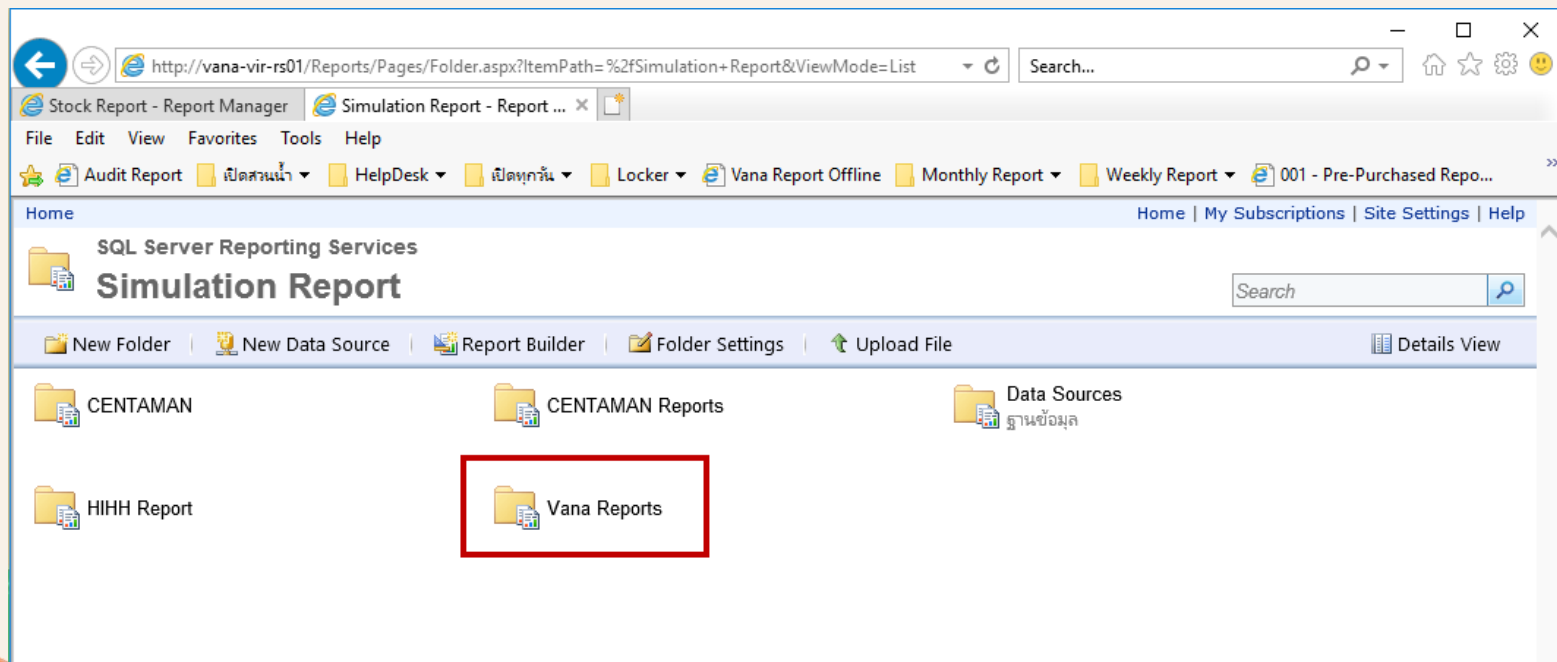 http://vana-vir-rs01/Reports/Pages/Folder.aspx?ItemPath=%2fSimulation+Report&ViewMode=List Search...
Stock Report - Report Manager Simulation Report - Report ...
File Edit View Favorites Tools Help
Audit Report เปิดสวนน้ำ HelpDesk เปิดทุกวัน Locker Vana Report Offline Monthly Report Weekly Report 001 - Pre-Purchased Repo...
Home Home | My Subscriptions | Site Settings | Help
SQL Server Reporting Services
Simulation Report
Search
New Folder New Data Source Report Builder Folder Settings Upload File Details View
CENTAMAN CENTAMAN Reports Data Sources
ฐานข้อมูล
HIHH Report Vana Reports